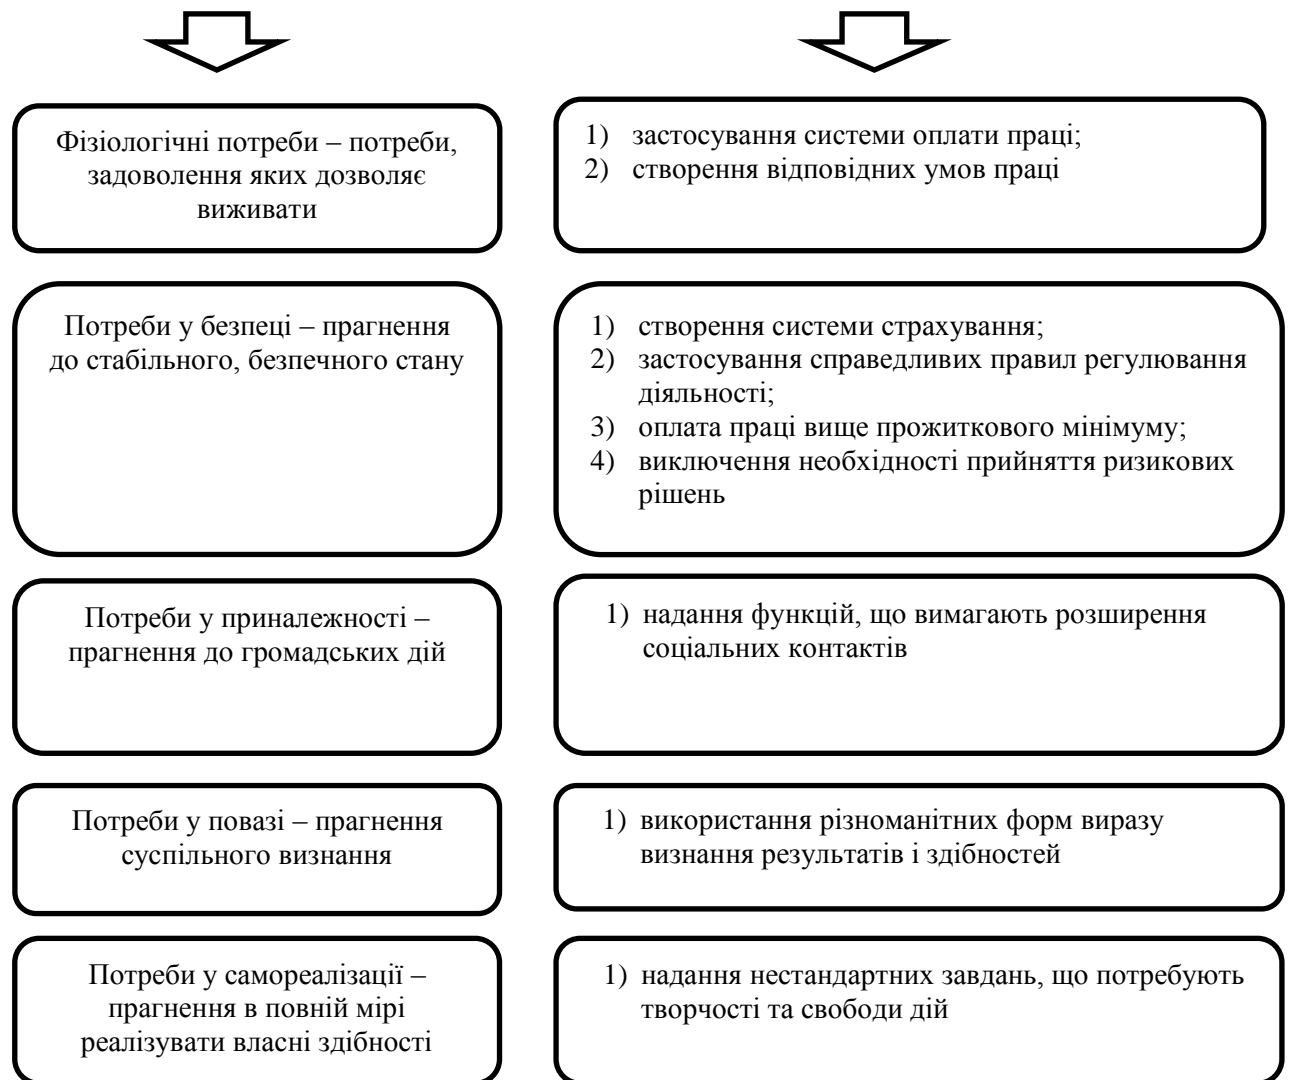 Фізіологічні потреби – потреби,
задоволення яких дозволяє
виживати
1) застосування системи оплати праці;
2) створення відповідних умов праці
Потреби у безпеці – прагнення
до стабільного, безпечного стану
1) створення системи страхування;
2) застосування справедливих правил регулювання
діяльності;
3) оплата праці вище прожиткового мінімуму;
4) виключення необхідності прийняття ризикових
рішень
Потреби у приналежності –
прагнення до громадських дій
1) надання функцій, що вимагають розширення
соціальних контактів
Потреби у повазі – прагнення
суспільного визнання
1) використання різноманітних форм виразу
визнання результатів і здібностей
Потреби у самореалізації –
прагнення в повній мірі
реалізувати власні здібності
1) надання нестандартних завдань, що потребують
творчості та свободи дій